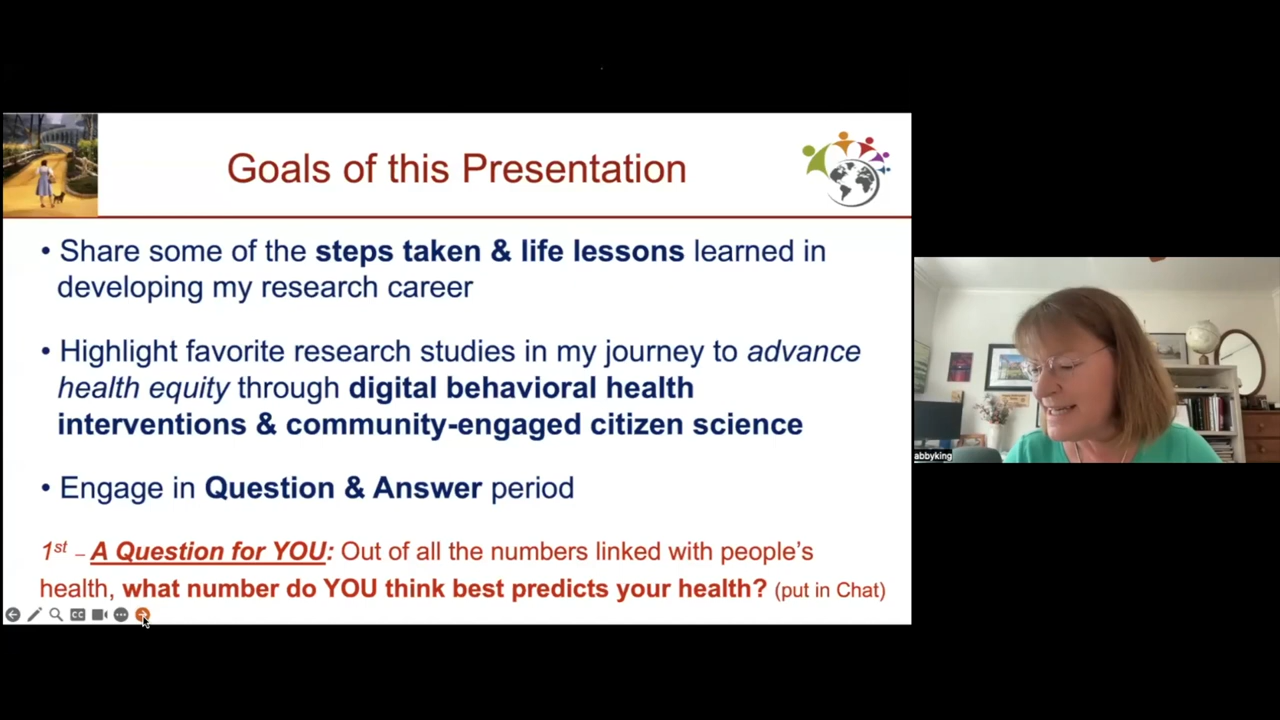 Goals of this Presentation
• Share some of the steps taken & life lessons learned in
developing my research career
• Highlight favorite research studies in my journey to advance
health equity through digital behavioral health
interventions & community-engaged citizen science
• Engage in Question & Answer period
1st – A Question for YOU: Out of all the numbers linked with people's
health, what number do YOU think best predicts your health? (put in Chat)
CC
abbyking